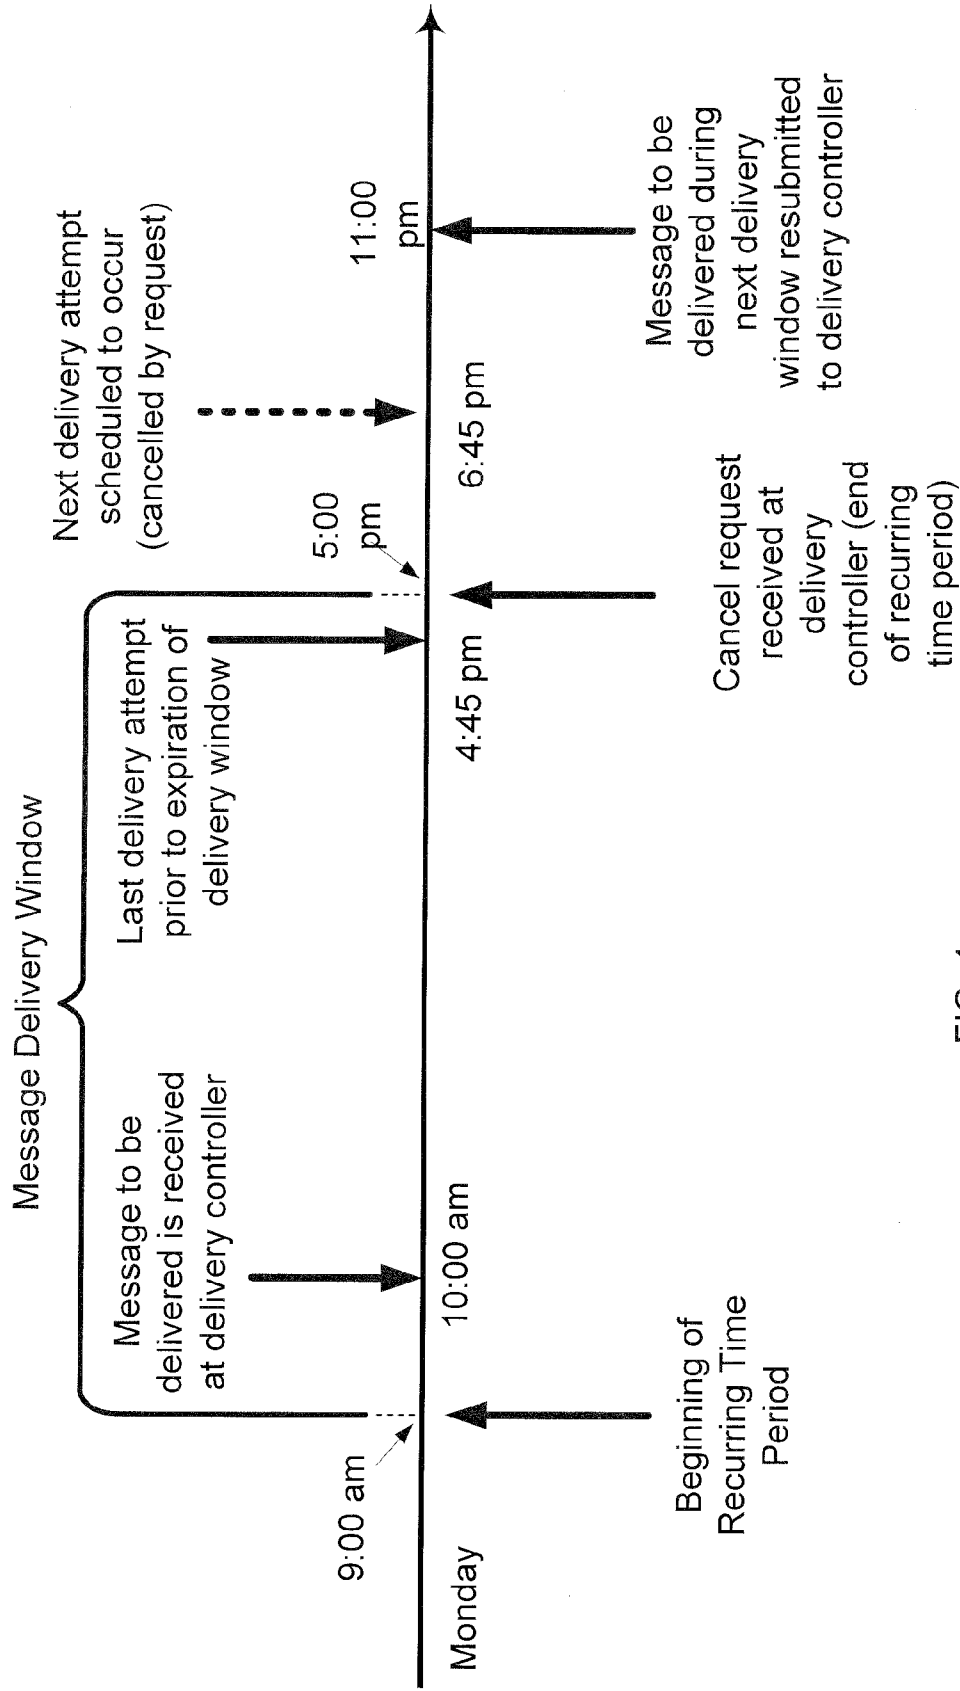 Message Delivery Window
Next delivery attempt
scheduled to occur
(cancelled by request)
Message to be
delivered is received
at delivery controller
Last delivery attempt
prior to expiration of
delivery window
9:00 am
5:00
pm
11:00
pm
Monday
10:00 am
4:45 pm
6:45 pm
Beginning of
Recurring Time
Period
Cancel request
received at
delivery
controller (end
of recurring
time period)
Message to be
delivered during
next delivery
window resubmitted
to delivery controller